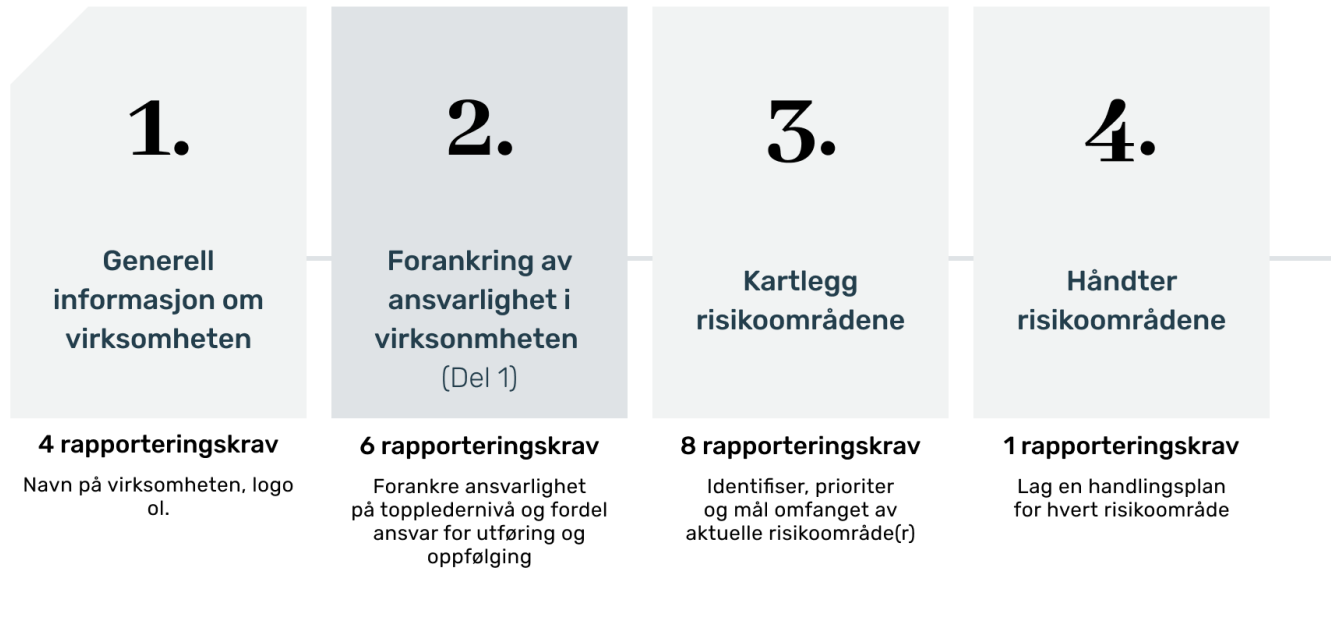 1.
Generell
informasjon om
virksomheten
4 rapporteringskrav
Navn på virksomheten, logo
ol.
2.
Forankring av
ansvarlighet i
virksonmheten
(Del 1)
6 rapporteringskrav
Forankre ansvarlighet
på toppledernivå og fordel
ansvar for utføring og
oppfølging
3.
Kartlegg
risikoområdene
8 rapporteringskrav
Identifiser, prioriter
og mål omfanget av
aktuelle risikoområde(r)
4.
Håndter
risikoområdene
1 rapporteringskrav
Lag en handlingsplan
for hvert risikoområde